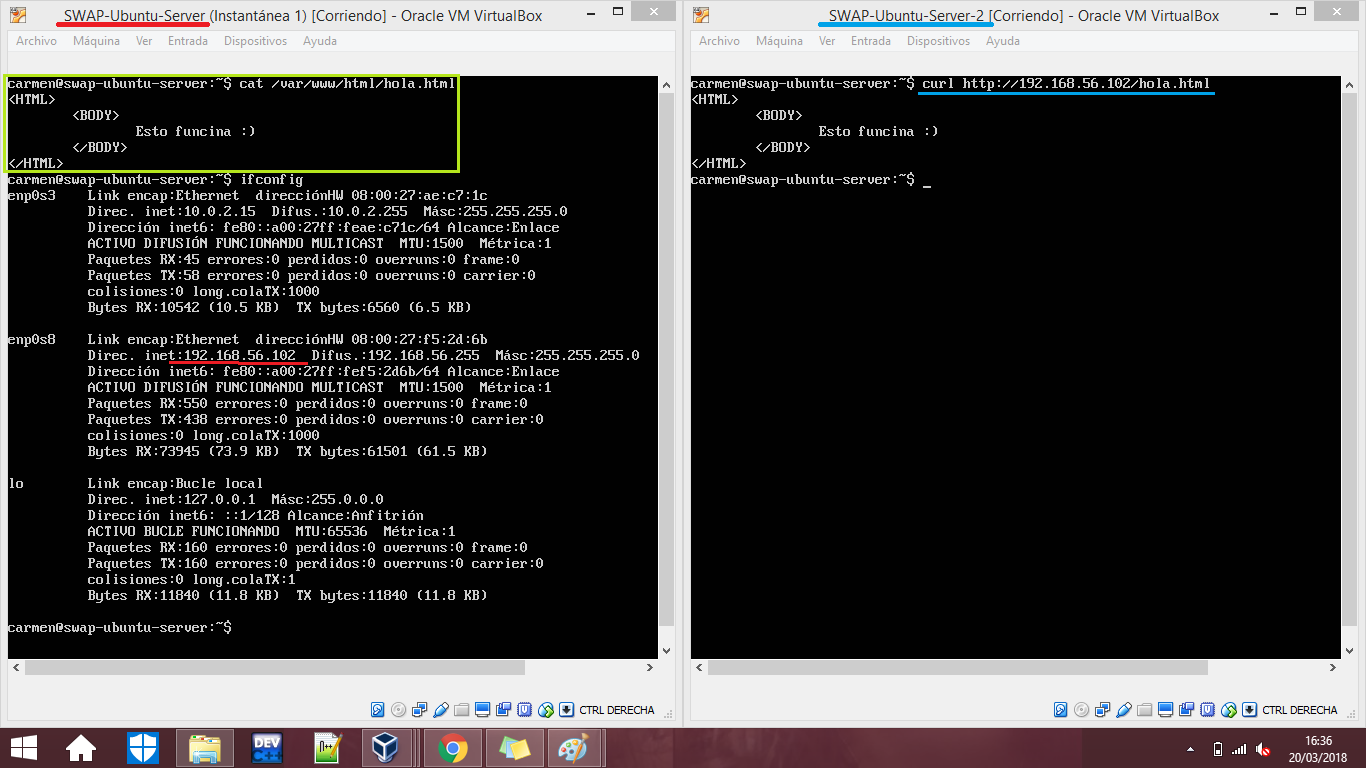 SWAP-Ubuntu-Server (Instantánea 1) [Corriendo] - Oracle VM VirtualBox
Archivo Máquina Ver Entrada Dispositivos Ayuda
carmen@swap-ubuntu-server:~$ cat /var/www/html/hola.html
<HTML>
<BODY>
Esto funcina :)
</BODY>
</HTML>
carmen@swap-ubuntu-server:~$ ifconfig
enp0s3 Link encap:Ethernet direcciónHW 08:00:27:ae:c7:1c
Direc. inet:10.0.2.15 Difus.:10.0.2.255 Másc:255.255.255.0
Dirección inet6: fe80::a00:27ff:feae:c71c/64 Alcance:Enlace
ACTIVO DIFUSIÓN FUNCIONANDO MULTICAST MTU:1500 Métrica:1
Paquetes RX:45 errores:0 perdidos:0 overruns:0 frame:0
Paquetes TX:58 errores:0 perdidos:0 overruns:0 carrier:0
colisiones:0 long.colaTX:1000
Bytes RX:10542 (10.5 KB) TX bytes:6560 (6.5 KB)
enp0s8 Link encap:Ethernet direcciónHW 08:00:27:f5:2d:6b
Direc. inet:192.168.56.102 Difus.:192.168.56.255 Másc:255.255.255.0
Dirección inet6: fe80::a00:27ff:fef5:2d6b/64 Alcance:Enlace
ACTIVO DIFUSIÓN FUNCIONANDO MULTICAST MTU:1500 Métrica:1
Paquetes RX:550 errores:0 perdidos:0 overruns:0 frame:0
Paquetes TX:438 errores:0 perdidos:0 overruns:0 carrier:0
colisiones:0 long.colaTX:1000
Bytes RX:73945 (73.9 KB) TX bytes:61501 (61.5 KB)
lo Link encap:Bucle local
Direc. inet:127.0.0.1 Másc:255.0.0.0
Dirección inet6: ::1/128 Alcance:Anfitrión
ACTIVO BUCLE FUNCIONANDO MTU:65536 Métrica:1
Paquetes RX:160 errores:0 perdidos:0 overruns:0 frame:0
Paquetes TX:160 errores:0 perdidos:0 overruns:0 carrier:0
colisiones:0 long.colaTX:1
Bytes RX:11840 (11.8 KB) TX bytes:11840 (11.8 KB)
carmen@swap-ubuntu-server:~$
CTRL DERECHA
SWAP-Ubuntu-Server-2 [Corriendo] - Oracle VM VirtualBox
Archivo Máquina Ver Entrada Dispositivos Ayuda
carmen@swap-ubuntu-server:~$ curl http://192.168.56.102/hola.html
<HTML>
<BODY>
Esto funcina :)
</BODY>
</HTML>
carmen@swap-ubuntu-server:~$ _
CTRL DERECHA
DEV
C++
16:36
20/03/2018